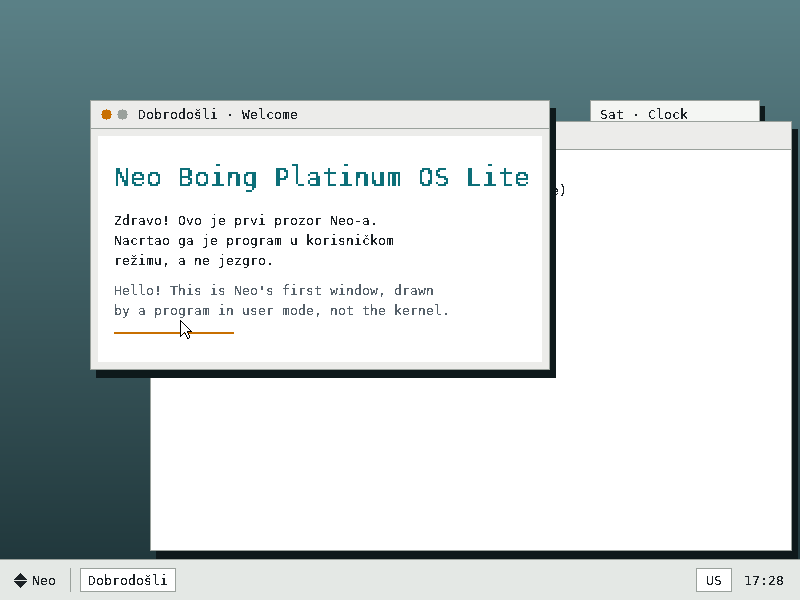 Dobrodošli · Welcome
Sat · Clock
Neo Boing Platinum OS Lite
e)
Zdravo! Ovo je prvi prozor Neo-a.
Nacrtao ga je program u korisničkom
režimu, a ne jezgro.
Hello! This is Neo's first window, drawn
by a program in user mode, not the kernel.
Neo
Dobrodošli
US
17:28